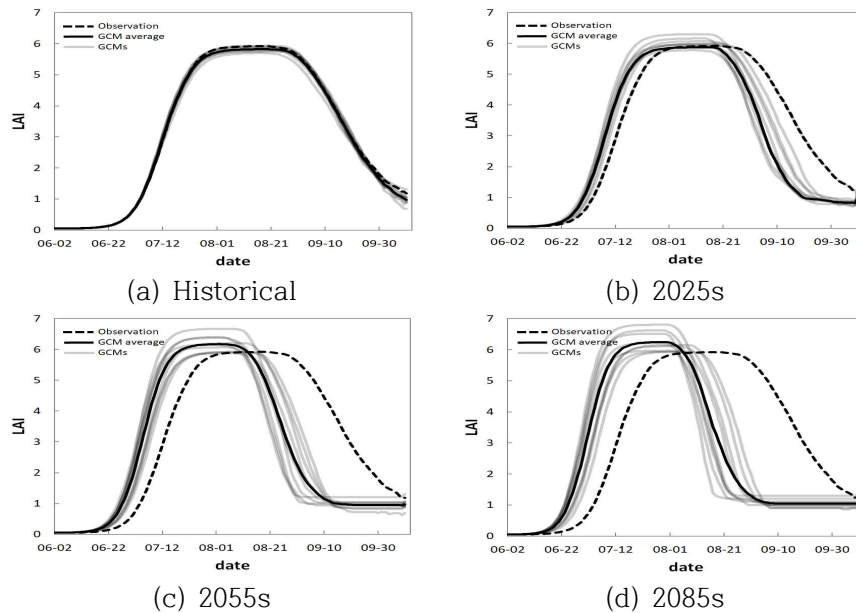 Observation
GCM average
GCMs
LAI
7
6
5
4
3
2
1
0
06-02 06-22 07-12 08-01 08-21 09-10 09-30
date
(a) Historical
Observation
GCM average
GCMs
LAI
7
6
5
4
3
2
1
0
06-02 06-22 07-12 08-01 08-21 09-10 09-30
date
(b) 2025s
Observation
GCM average
GCMs
LAI
7
6
5
4
3
2
1
0
06-02 06-22 07-12 08-01 08-21 09-10 09-30
date
(c) 2055s
Observation
GCM average
GCMs
LAI
7
6
5
4
3
2
1
0
06-02 06-22 07-12 08-01 08-21 09-10 09-30
date
(d) 2085s